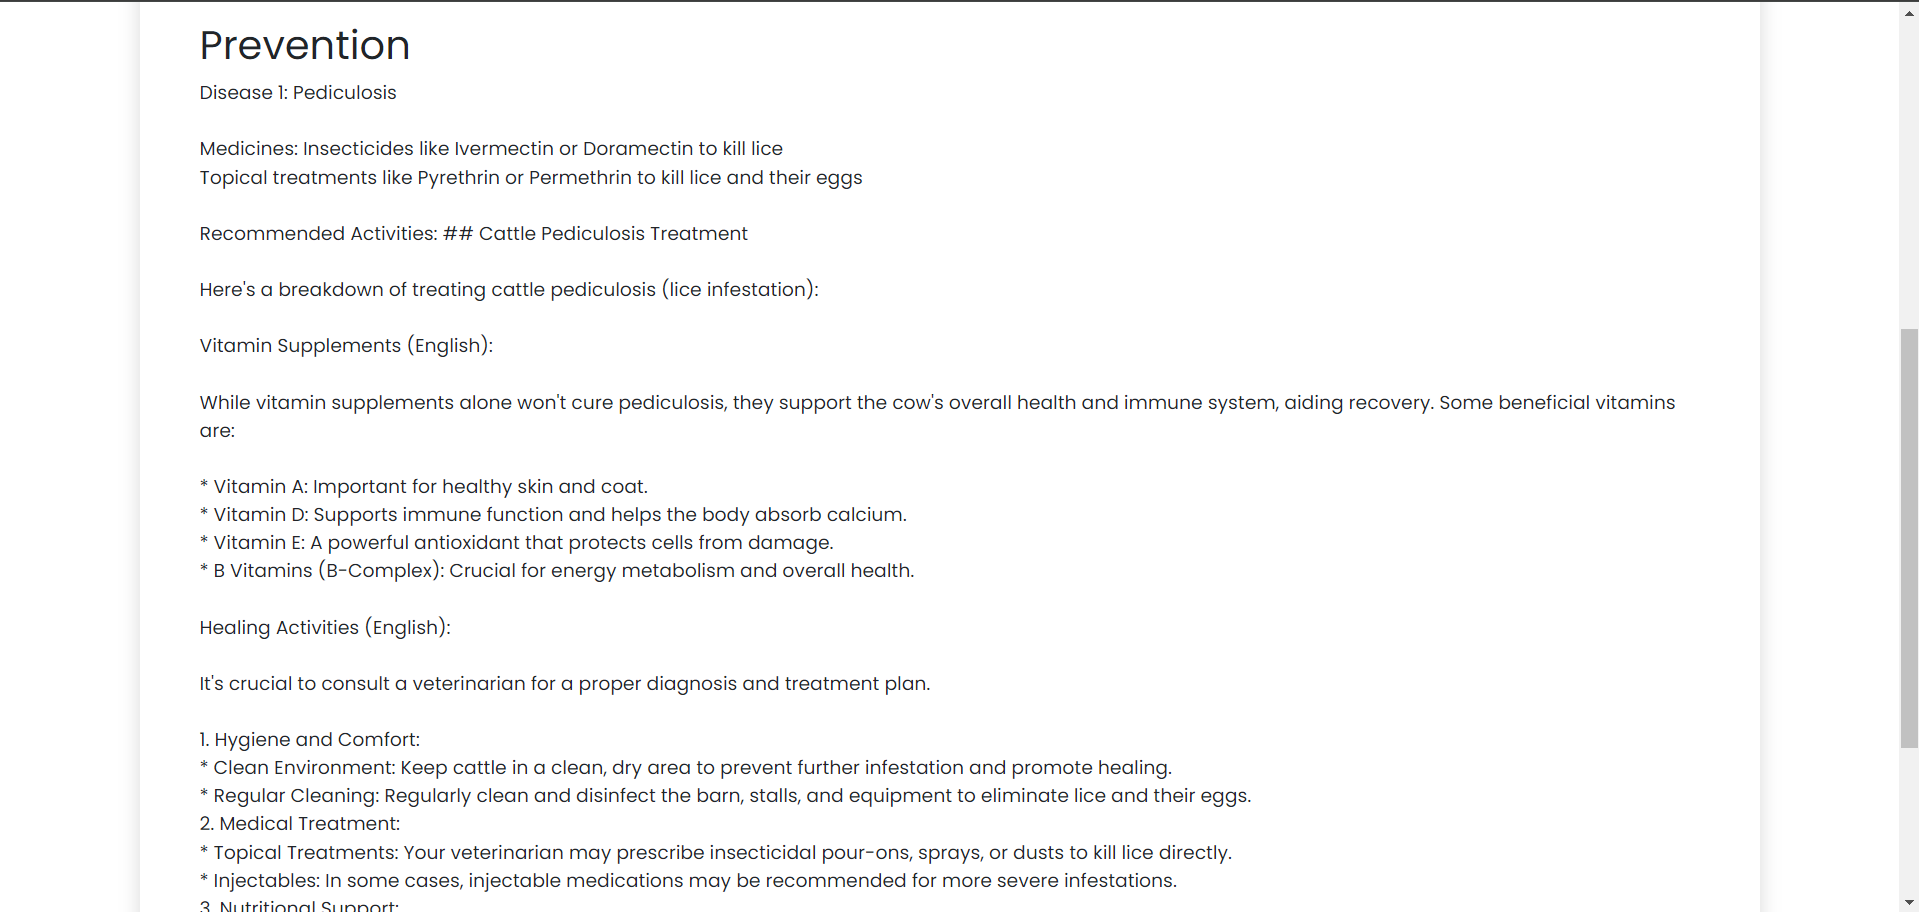 Prevention
Disease 1: Pediculosis
Medicines: Insecticides like Ivermectin or Doramectin to kill lice
Topical treatments like Pyrethrin or Permethrin to kill lice and their eggs
Recommended Activities: ## Cattle Pediculosis Treatment
Here's a breakdown of treating cattle pediculosis (lice infestation):
Vitamin Supplements (English):
While vitamin supplements alone won't cure pediculosis, they support the cow's overall health and immune system, aiding recovery. Some beneficial vitamins
are:
* Vitamin A: Important for healthy skin and coat.
* Vitamin D: Supports immune function and helps the body absorb calcium.
* Vitamin E: A powerful antioxidant that protects cells from damage.
* B Vitamins (B-Complex): Crucial for energy metabolism and overall health.
Healing Activities (English):
It's crucial to consult a veterinarian for a proper diagnosis and treatment plan.
1. Hygiene and Comfort:
* Clean Environment: Keep cattle in a clean, dry area to prevent further infestation and promote healing.
* Regular Cleaning: Regularly clean and disinfect the barn, stalls, and equipment to eliminate lice and their eggs.
2. Medical Treatment:
* Topical Treatments: Your veterinarian may prescribe insecticidal pour-ons, sprays, or dusts to kill lice directly.
* Injectables: In some cases, injectable medications may be recommended for more severe infestations.
3. Nutritional Support: